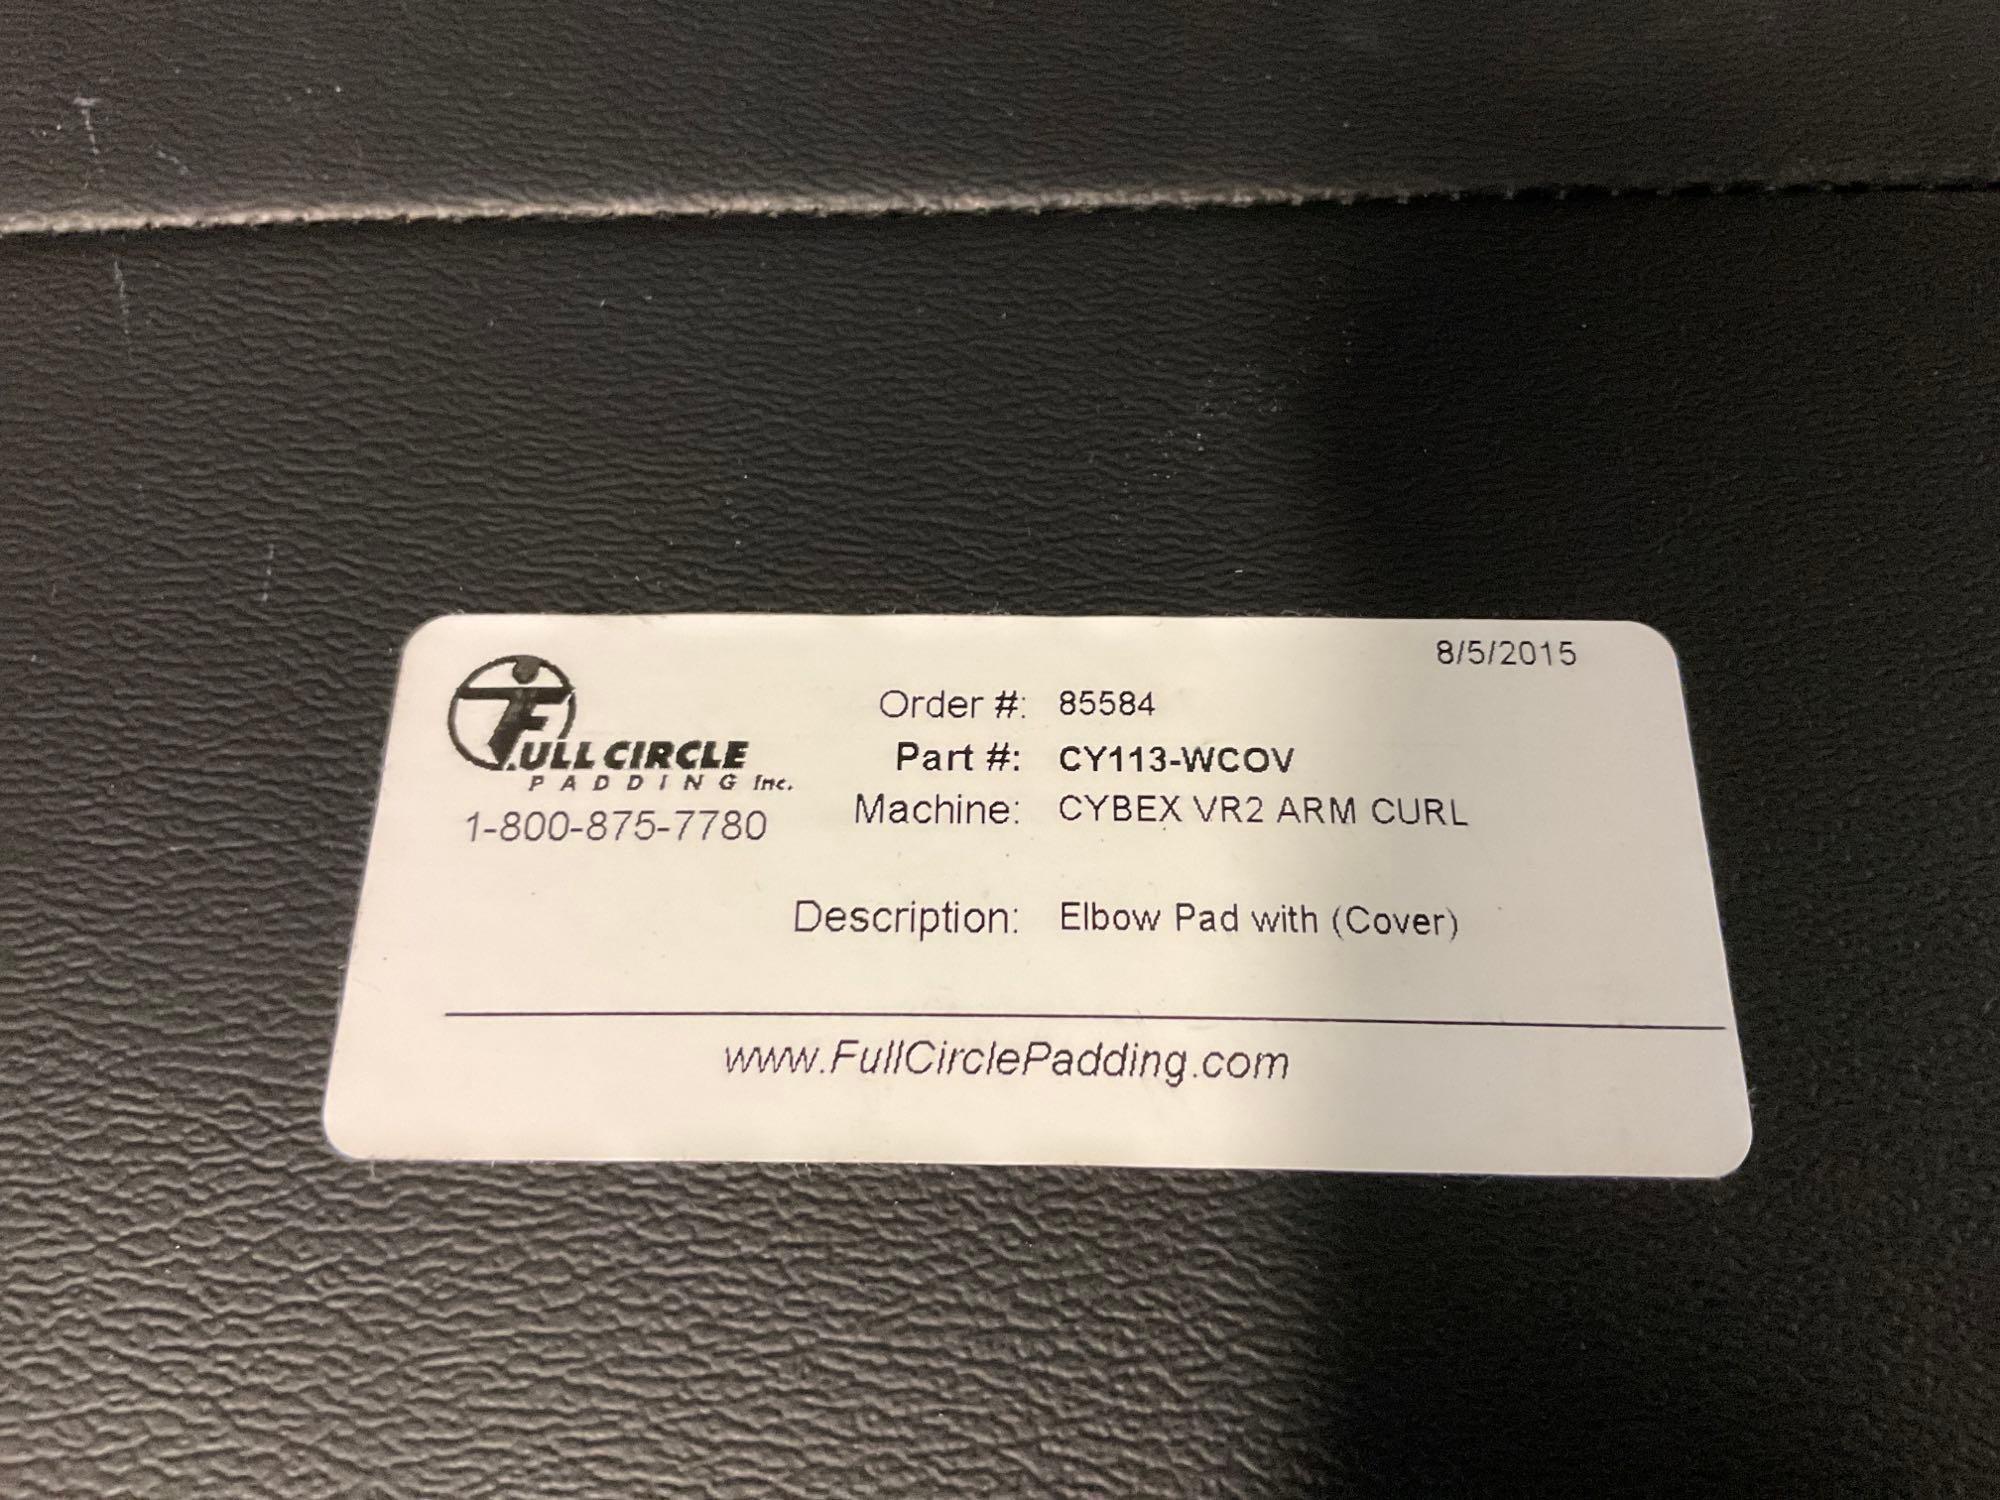 8/5/2015
FULL CIRCLE
PADDING Inc.
1-800-875-7780
Order #: 85584
Part #: CY113-WCOV
Machine: CYBEX VR2 ARM CURL
Description: Elbow Pad with (Cover)
www.FullCirclePadding.com